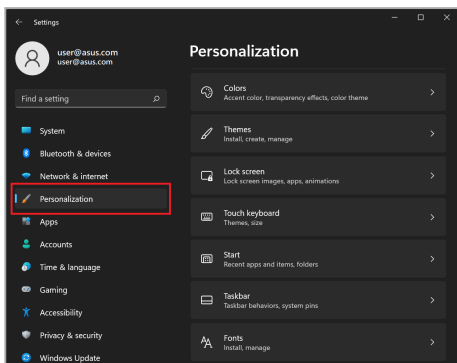 Settings
user@asus.com
user@asus.com
Find a setting
System
Bluetooth & devices
Network & internet
Personalization
Apps
Accounts
Time & language
Gaming
Accessibility
Privacy & security
Windows Update
Personalization
Colors
Accent color, transparency effects, color theme
Themes
Install, create, manage
Lock screen
Lock screen images, apps, animations
Touch keyboard
Themes, size
Start
Recent apps and items, folders
Taskbar
Taskbar behaviors, system pins
Fonts
Install, manage